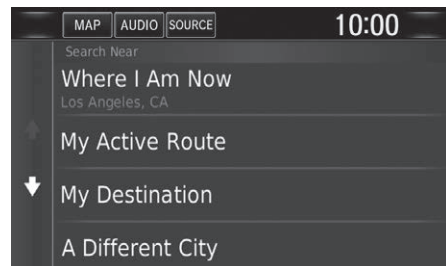 MAP AUDIO SOURCE 10:00
Search Near
Where I Am Now
Los Angeles, CA
My Active Route
My Destination
A Different City